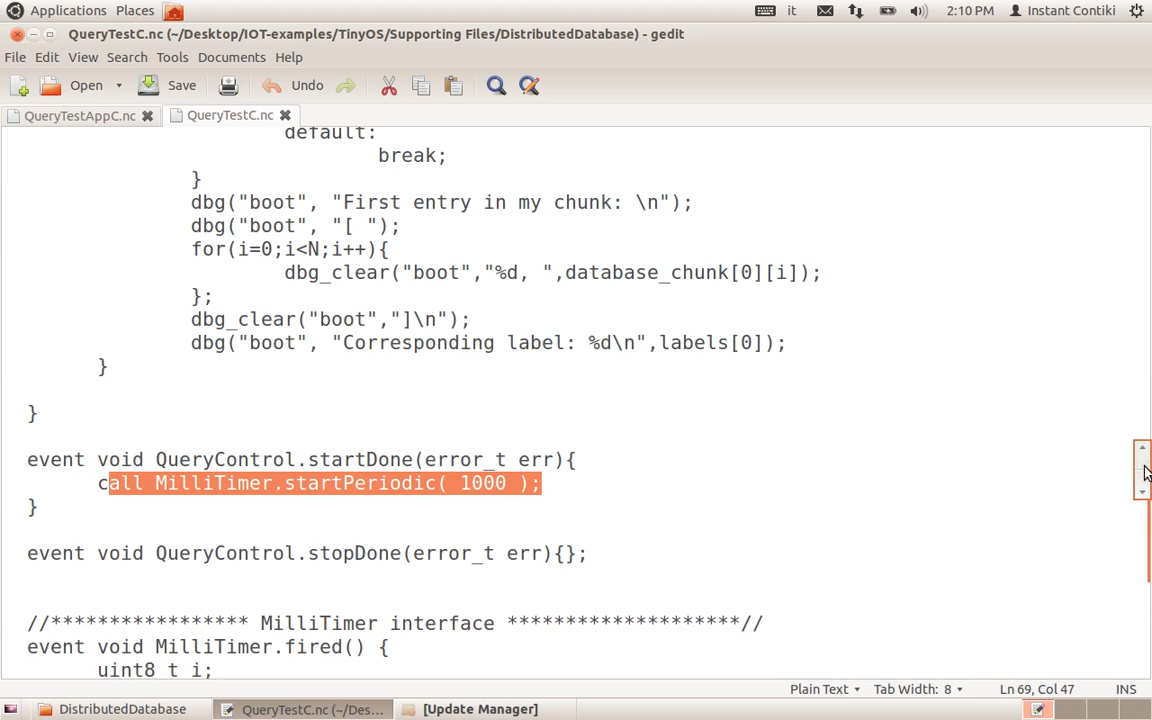 Applications Places it 2:10 PM Instant Contiki
QueryTestC.nc (~/Desktop/IOT-examples/TinyOS/Supporting Files/DistributedDatabase) - gedit
File Edit View Search Tools Documents Help
Open Save Undo
QueryTestAppC.nc QueryTestC.nc
default:
break;
}
dbg("boot", "First entry in my chunk: \n");
dbg("boot", "[ ");
for(i=0;i<N;i++){
dbg_clear("boot","%d, ",database_chunk[0][i]);
};
dbg_clear("boot","]\n");
dbg("boot", "Corresponding label: %d\n",labels[0]);
}
}
event void QueryControl.startDone(error_t err){
call MilliTimer.startPeriodic( 1000 );
}
event void QueryControl.stopDone(error_t err){};
//***************** MilliTimer interface ********************//
event void MilliTimer.fired() {
uint8_t i;
Plain Text Tab Width: 8 Ln 69, Col 47 INS
DistributedDatabase QueryTestC.nc (~/Des... [Update Manager]